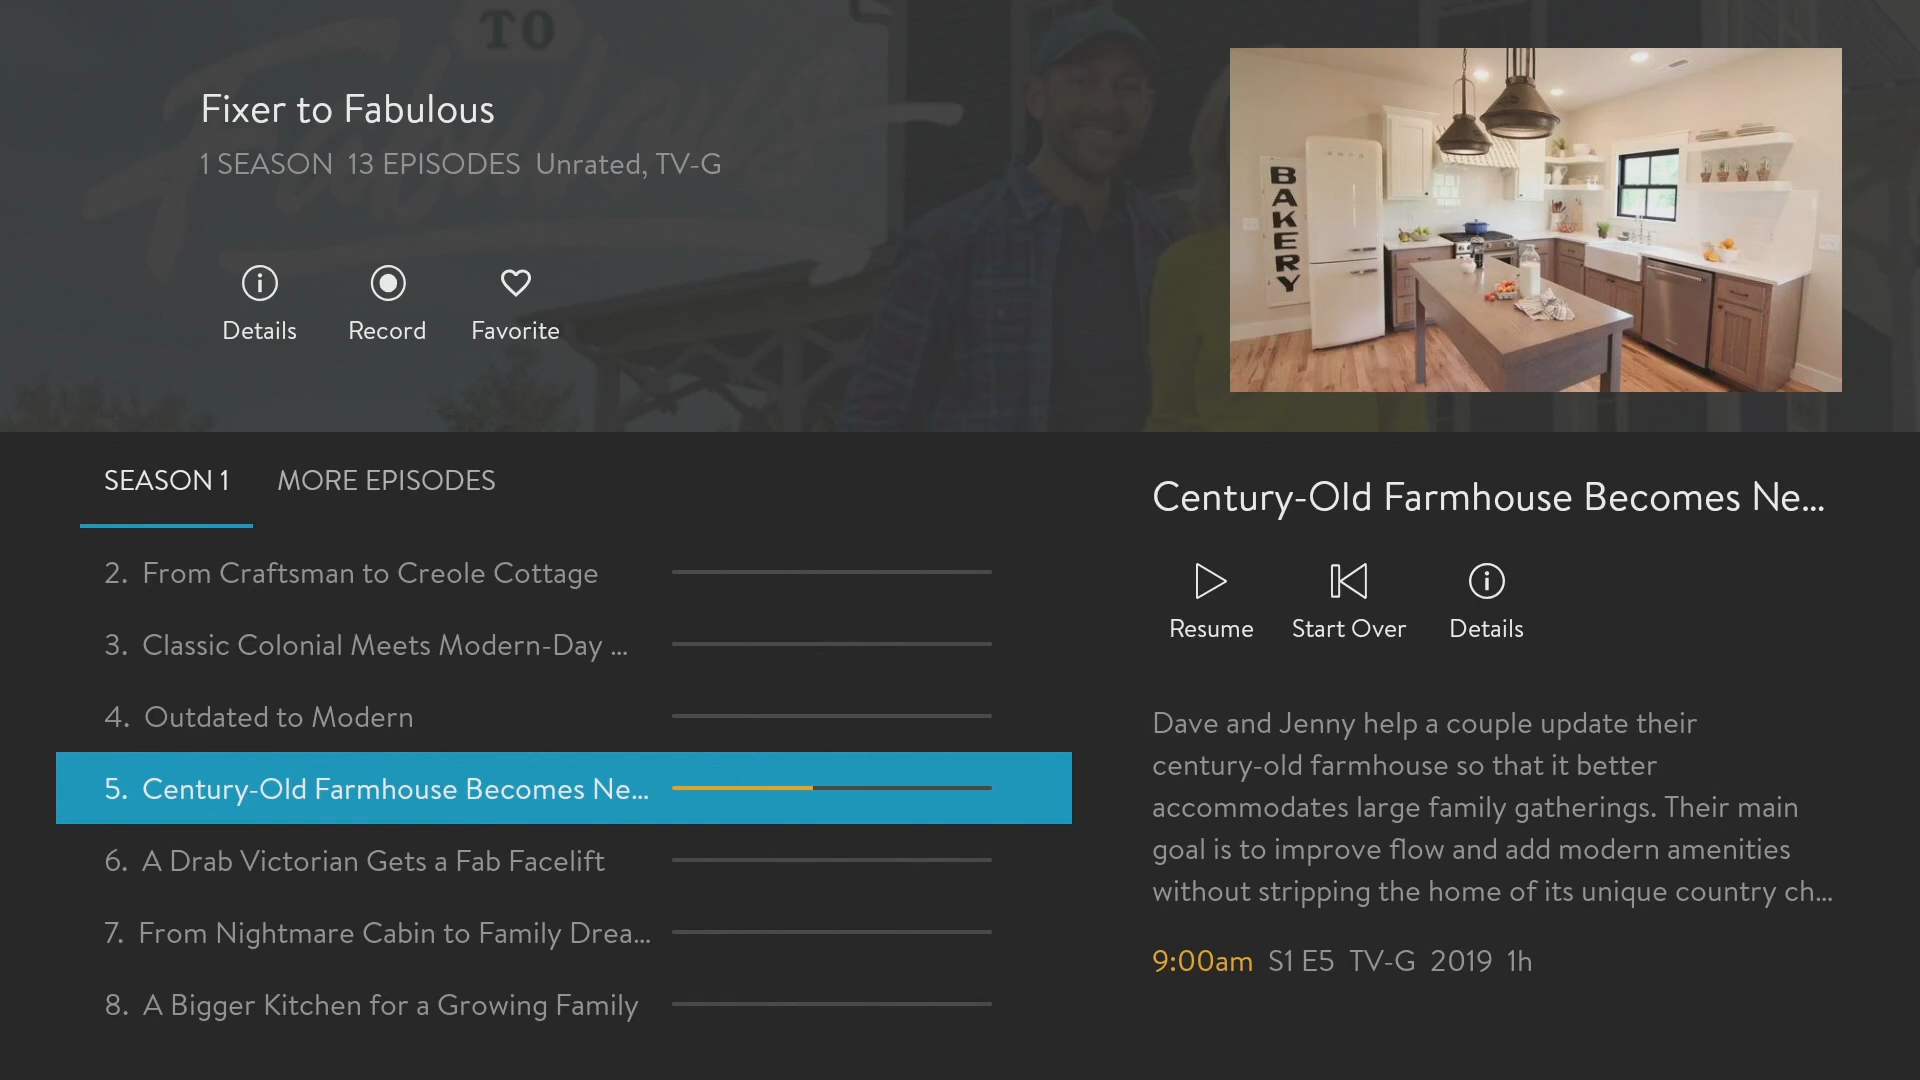 TO
Fabulous
Fixer to Fabulous
1 SEASON 13 EPISODES Unrated, TV-G
Details
Record
Favorite
BAKERY
SEASON 1
MORE EPISODES
2. From Craftsman to Creole Cottage
3. Classic Colonial Meets Modern-Day ...
4. Outdated to Modern
5. Century-Old Farmhouse Becomes Ne...
6. A Drab Victorian Gets a Fab Facelift
7. From Nightmare Cabin to Family Drea...
8. A Bigger Kitchen for a Growing Family
Century-Old Farmhouse Becomes Ne...
Resume
Start Over
Details
Dave and Jenny help a couple update their
century-old farmhouse so that it better
accommodates large family gatherings. Their main
goal is to improve flow and add modern amenities
without stripping the home of its unique country ch...
9:00am S1 E5 TV-G 2019 1h